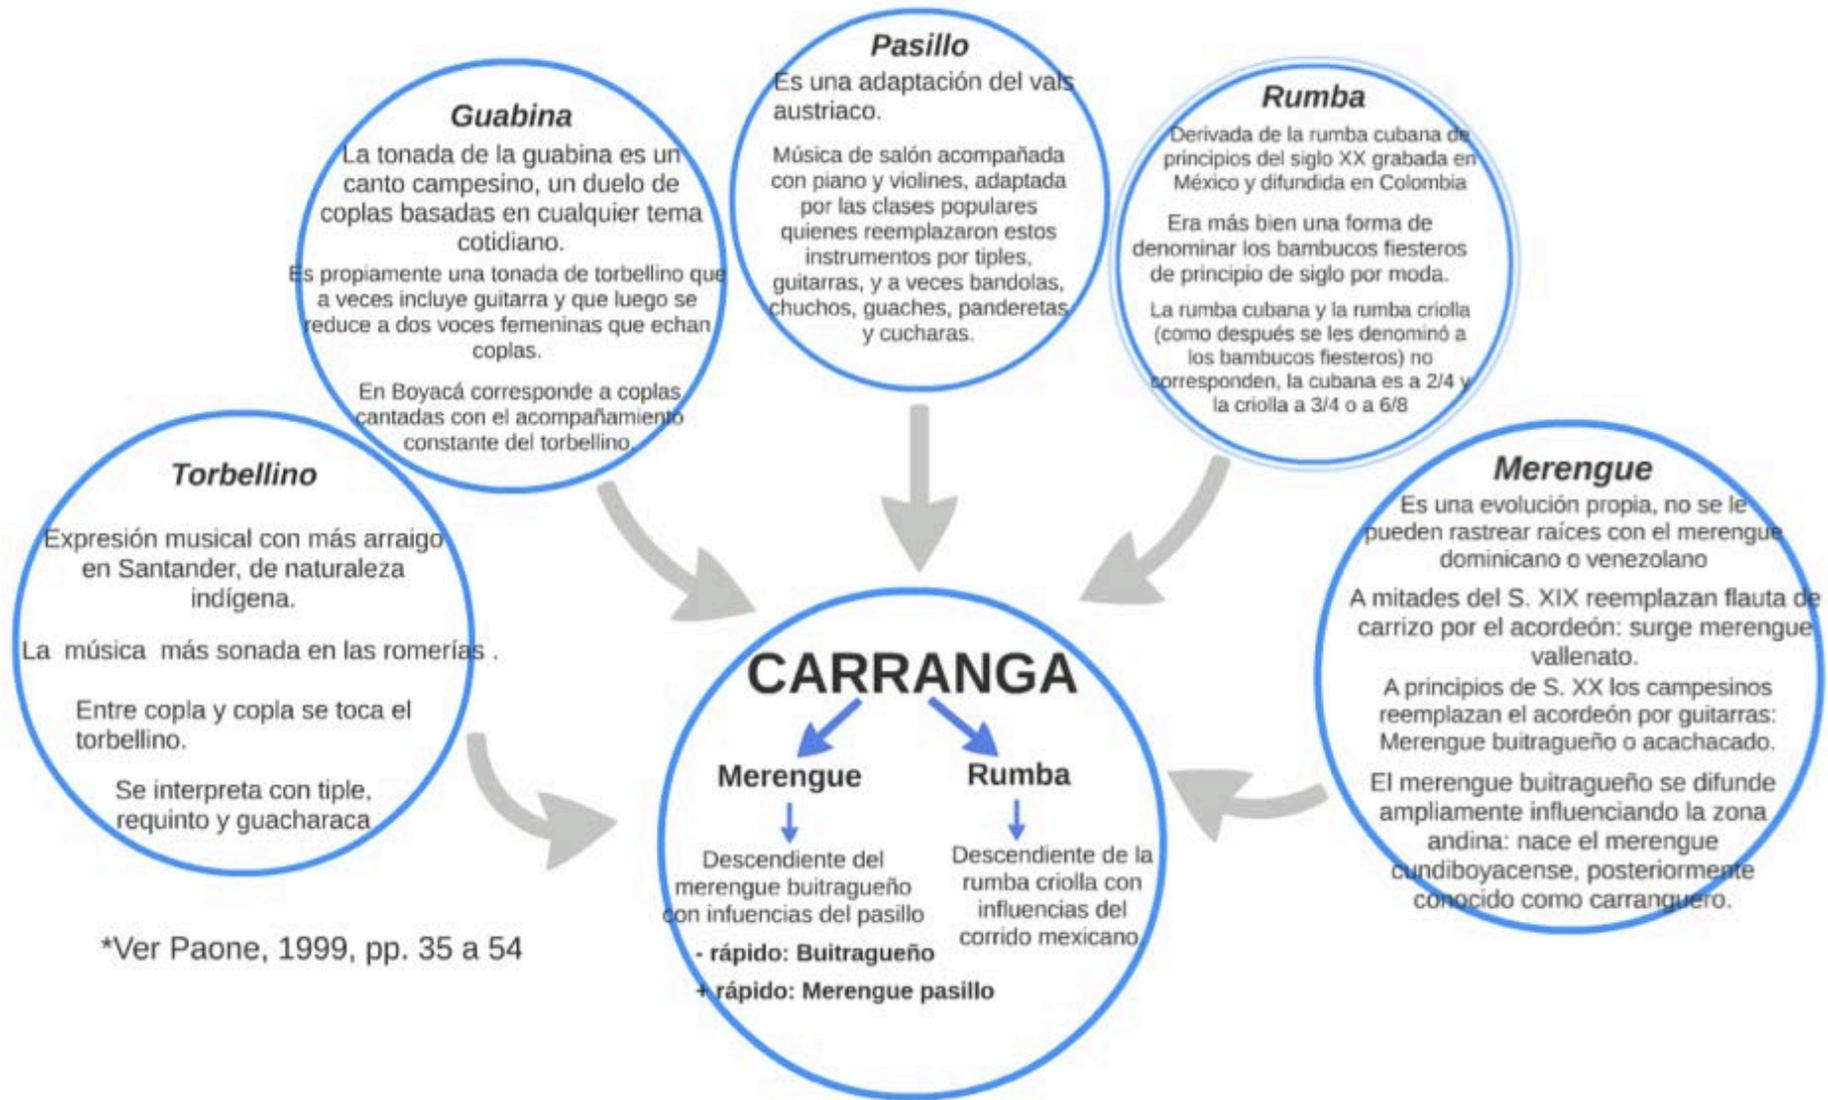 Pasillo
Es una adaptación del vals
austriaco.
Música de salón acompañada
con piano y violines, adaptada
por las clases populares
quienes reemplazaron estos
instrumentos por tiples,
guitarras, y a veces bandolas,
chuchos, guaches, panderetas
y cucharas.
Guabina
La tonada de la guabina es un
canto campesino, un duelo de
coplas basadas en cualquier tema
cotidiano.
Es propiamente una tonada de torbellino que
a veces incluye guitarra y que luego se
reduce a dos voces femeninas que echan
coplas.
En Boyacá corresponde a coplas
cantadas con el acompañamiento
constante del torbellino.
Rumba
Derivada de la rumba cubana de
principios del siglo XX grabada en
México y difundida en Colombia
Era más bien una forma de
denominar los bambucos fiesteros
de principio de siglo por moda.
La rumba cubana y la rumba criolla
(como después se les denominó a
los bambucos fiesteros) no
corresponden, la cubana es a 2/4 y
la criolla a 3/4 o a 6/8
Torbellino
Expresión musical con más arraigo
en Santander, de naturaleza
indígena.
La música más sonada en las romerías .
Entre copla y copla se toca el
torbellino.
Se interpreta con tiple,
requinto y guacharaca
Merengue
Es una evolución propia, no se le
pueden rastrear raíces con el merengue
dominicano o venezolano
A mitades del S. XIX reemplazan flauta de
carrizo por el acordeón: surge merengue
vallenato.
A principios de S. XX los campesinos
reemplazan el acordeón por guitarras:
Merengue buitragueño o acachacado.
El merengue buitragueño se difunde
ampliamente influenciando la zona
andina: nace el merengue
cundiboyacense, posteriormente
conocido como carranguero.
CARRANGA
Merengue
Descendiente del
merengue buitragueño
con infuencias del pasillo
- rápido: Buitragueño
+ rápido: Merengue pasillo
Rumba
Descendiente de la
rumba criolla con
influencias del
corrido mexicano.
*Ver Paone, 1999, pp. 35 a 54